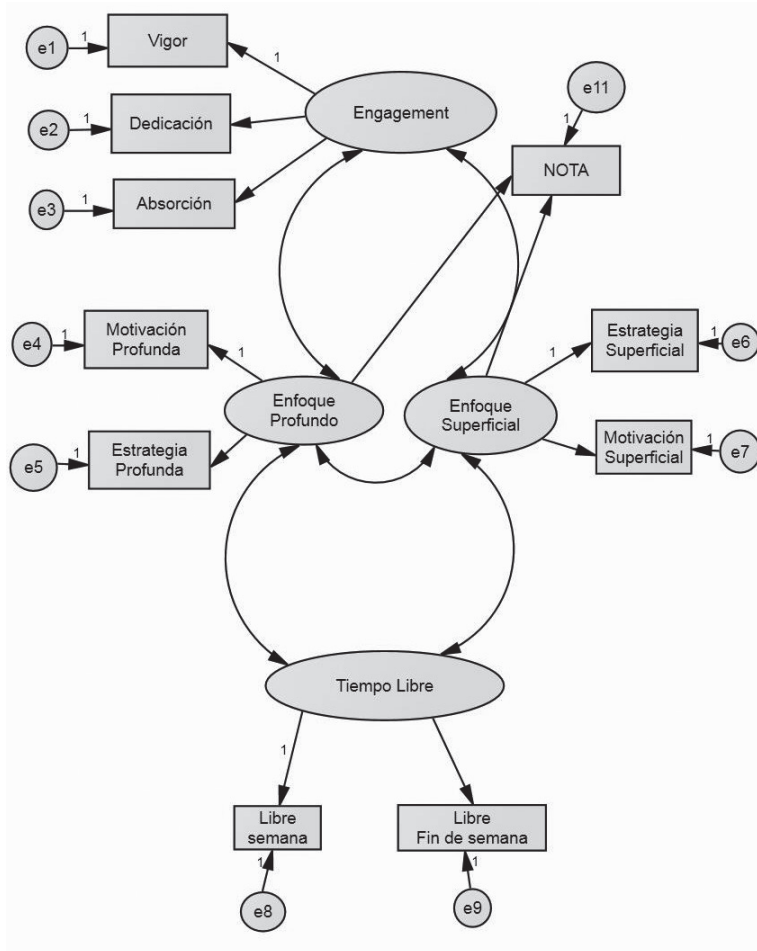 e1
1
Vigor
1
e2
1
Dedicación
Engagement
e3
1
Absorción
e11
1
NOTA
e4
1
Motivación
Profunda
1
e5
1
Estrategia
Profunda
Enfoque
Profundo
Enfoque
Superficial
1
Estrategia
Superficial
1
e6
Motivación
Superficial
1
e7
Tiempo Libre
1
Libre
semana
1
e8
Libre
Fin de semana
1
e9